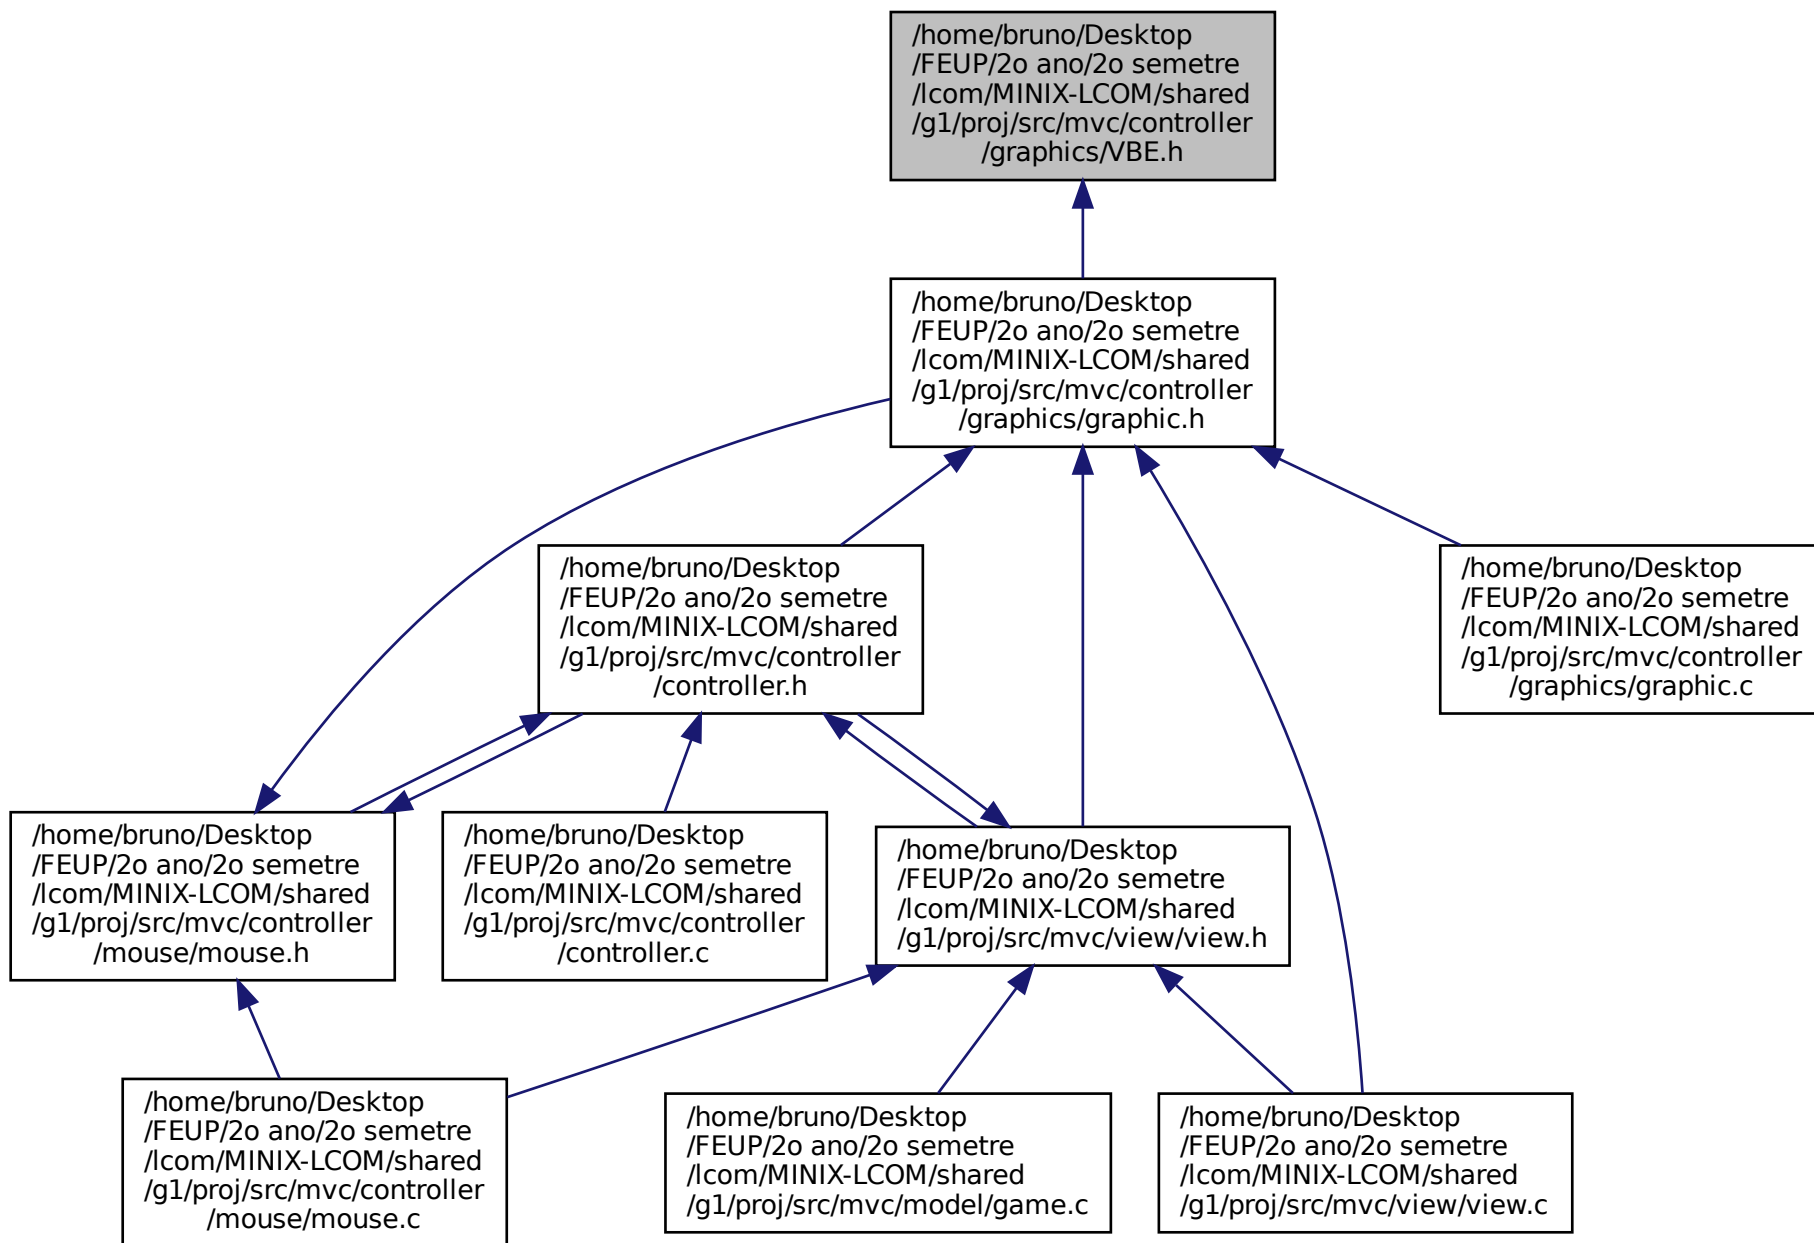 /home/bruno/Desktop
/FEUP/2o ano/2o semetre
/lcom/MINIX-LCOM/shared
/g1/proj/src/mvc/controller
/graphics/VBE.h
/home/bruno/Desktop
/FEUP/2o ano/2o semetre
/lcom/MINIX-LCOM/shared
/g1/proj/src/mvc/controller
/graphics/graphic.h
/home/bruno/Desktop
/FEUP/2o ano/2o semetre
/lcom/MINIX-LCOM/shared
/g1/proj/src/mvc/controller
/controller.h
/home/bruno/Desktop
/FEUP/2o ano/2o semetre
/lcom/MINIX-LCOM/shared
/g1/proj/src/mvc/controller
/graphics/graphic.c
/home/bruno/Desktop
/FEUP/2o ano/2o semetre
/lcom/MINIX-LCOM/shared
/g1/proj/src/mvc/controller
/mouse/mouse.h
/home/bruno/Desktop
/FEUP/2o ano/2o semetre
/lcom/MINIX-LCOM/shared
/g1/proj/src/mvc/controller
/controller.c
/home/bruno/Desktop
/FEUP/2o ano/2o semetre
/lcom/MINIX-LCOM/shared
/g1/proj/src/mvc/view/view.h
/home/bruno/Desktop
/FEUP/2o ano/2o semetre
/lcom/MINIX-LCOM/shared
/g1/proj/src/mvc/controller
/mouse/mouse.c
/home/bruno/Desktop
/FEUP/2o ano/2o semetre
/lcom/MINIX-LCOM/shared
/g1/proj/src/mvc/model/game.c
/home/bruno/Desktop
/FEUP/2o ano/2o semetre
/lcom/MINIX-LCOM/shared
/g1/proj/src/mvc/view/view.c